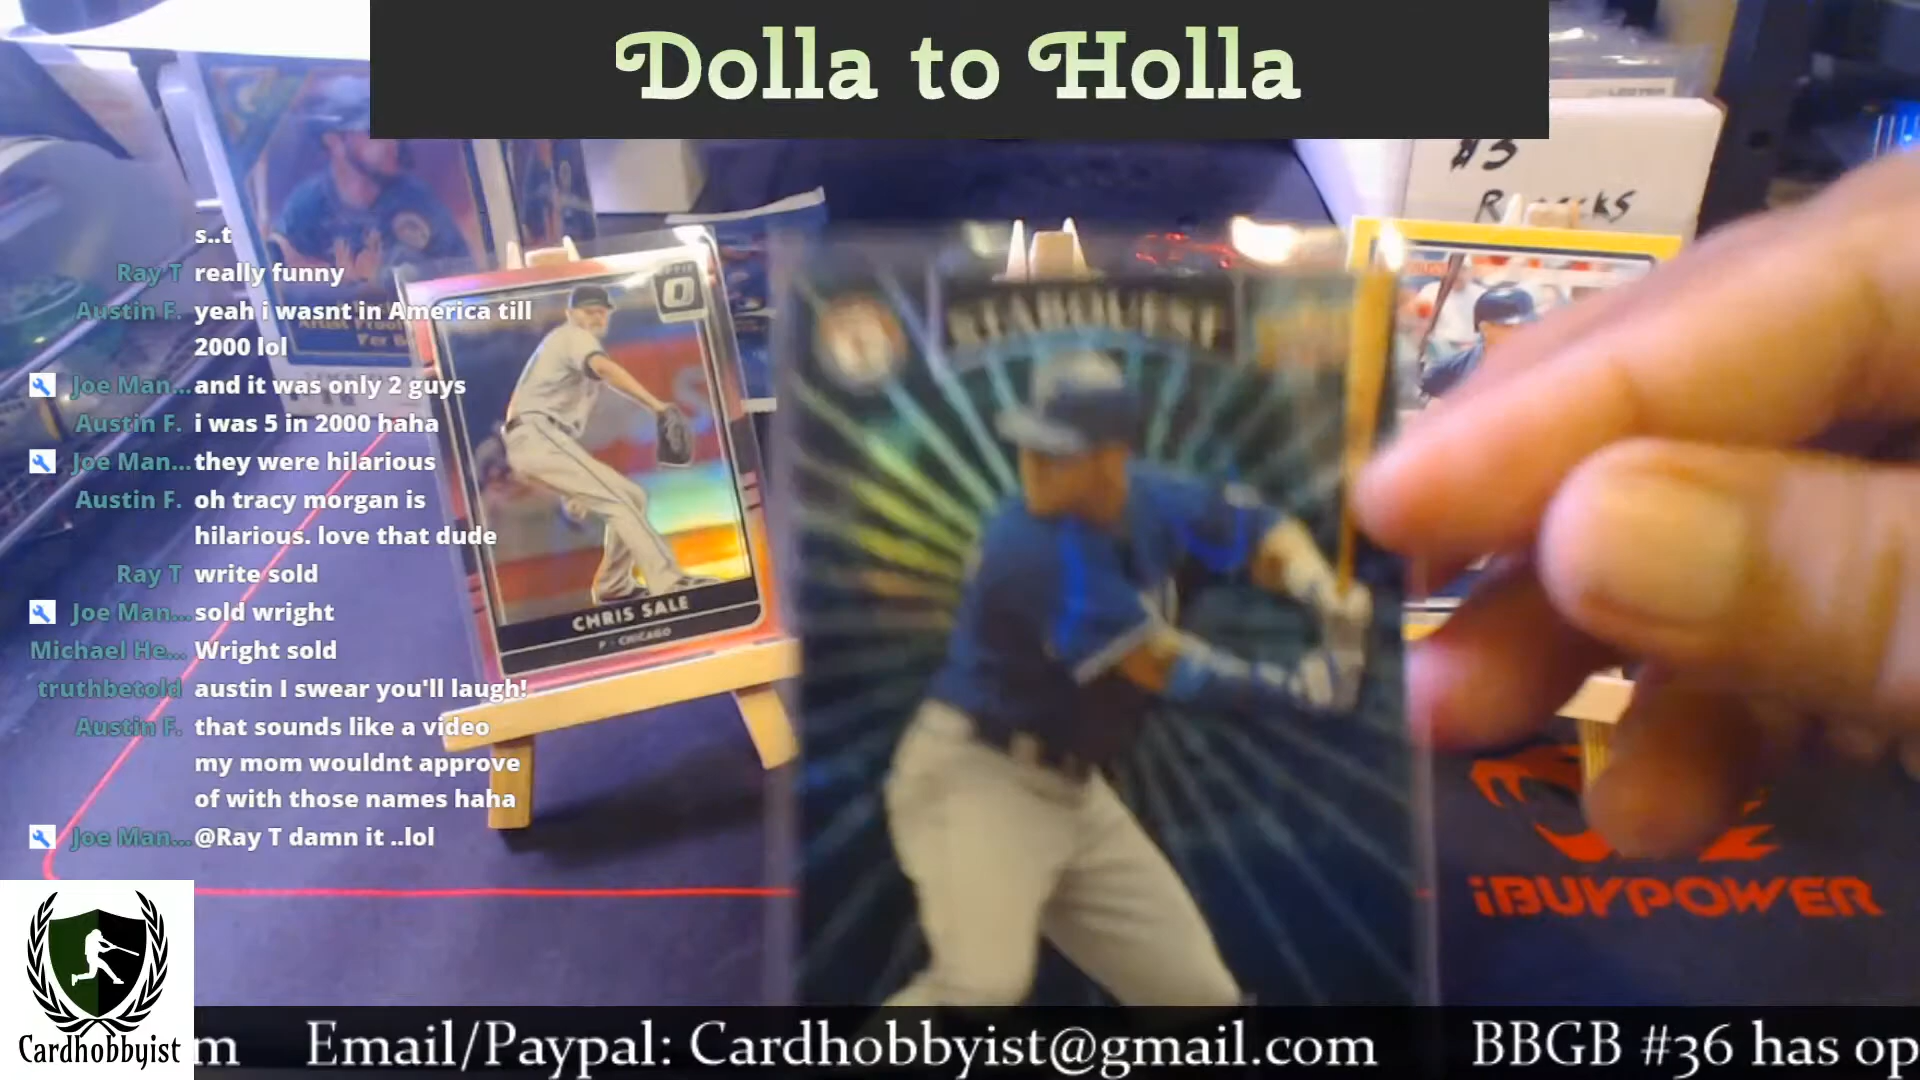 Dolla to Holla
#3
s..t
Ray T really funny
Austin F. yeah i wasnt in America till
2000 lol
Joe Man... and it was only 2 guys
Austin F. i was 5 in 2000 haha
Joe Man... they were hilarious
Austin F. oh tracy morgan is
hilarious. love that dude
Ray T write sold
Joe Man... sold wright
Michael He... Wright sold
truthbetold austin I swear you'll laugh!
Austin F. that sounds like a video
my mom wouldnt approve
of with those names haha
Joe Man... @Ray T damn it ..lol
CHRIS SALE
P - CHICAGO
iBUYPOWER
Cardhobbyist
m Email/Paypal: Cardhobbyist@gmail.com BBGB #36 has op